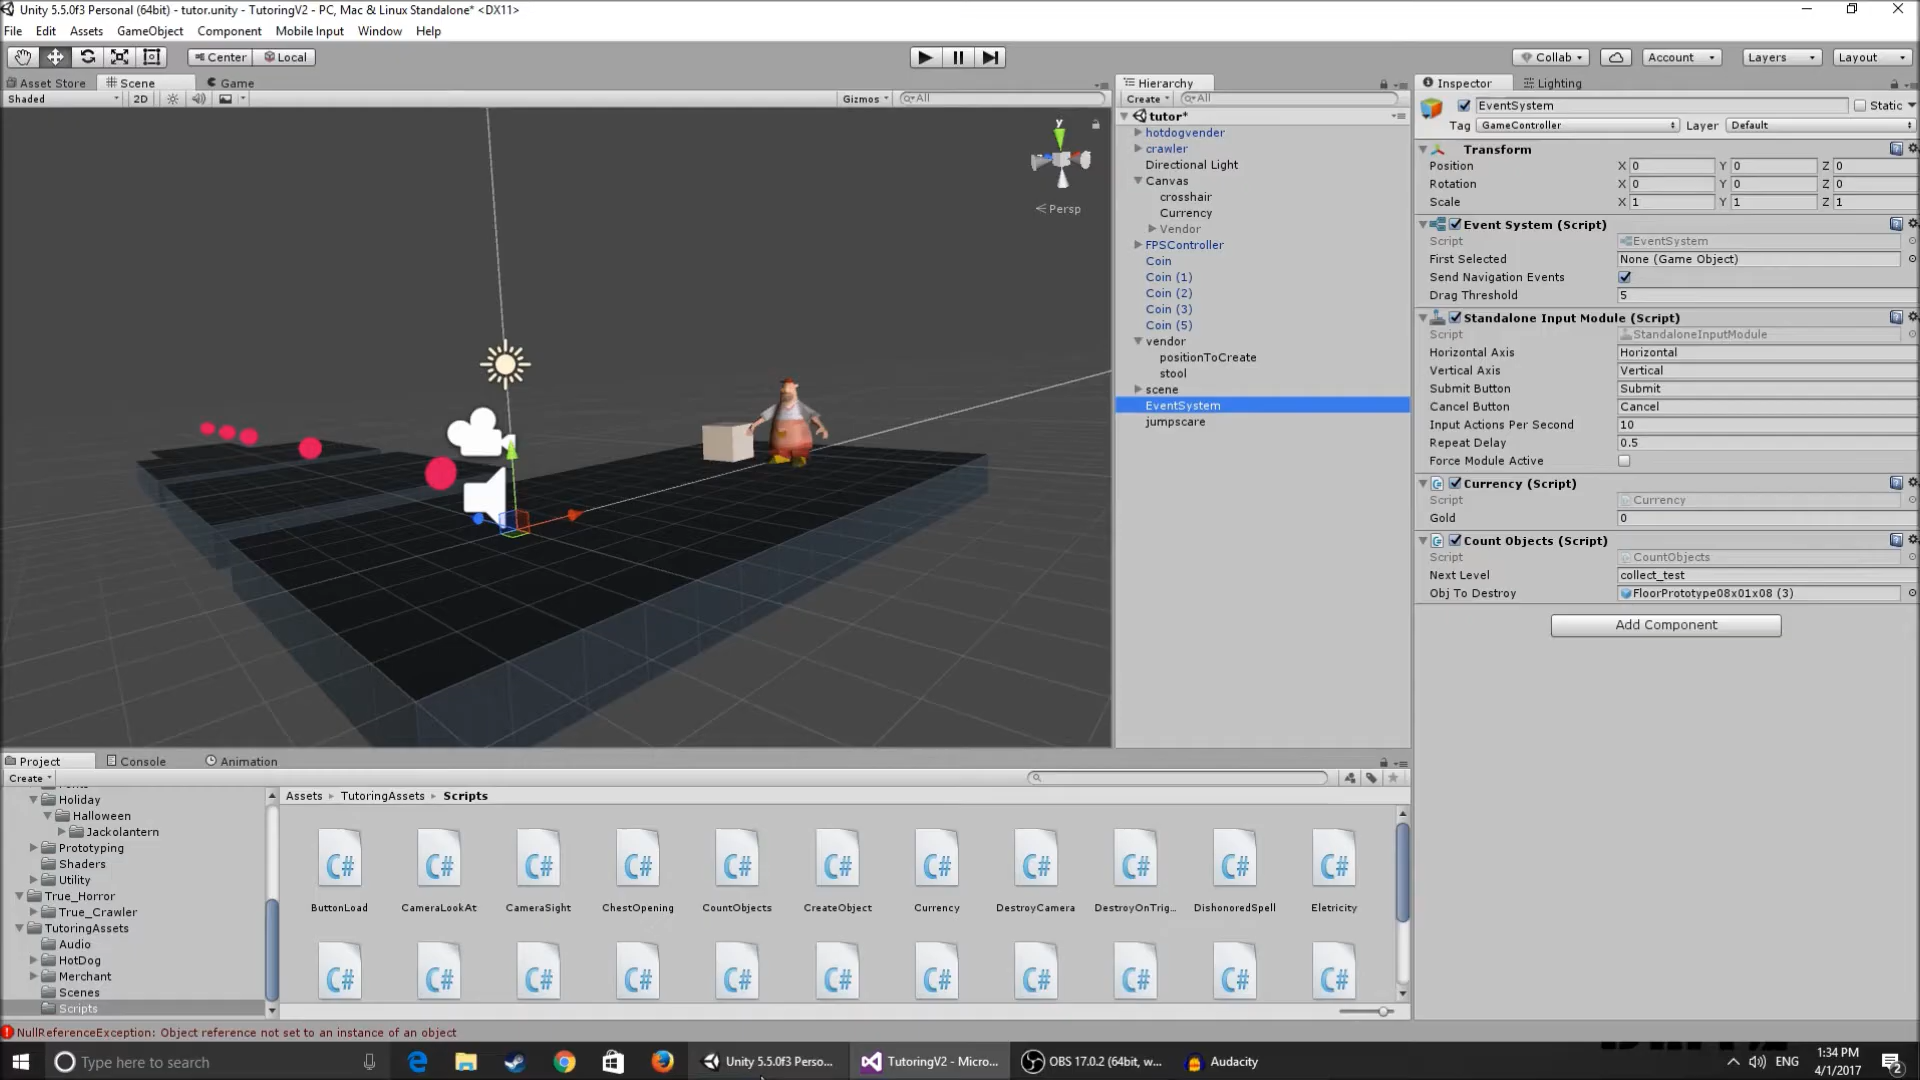 Unity 5.5.0f3 Personal (64bit) - tutor.unity - TutoringV2 - PC, Mac & Linux Standalone* <DX11>
File Edit Assets GameObject Component Mobile Input Window Help
Center Local Collab Account Layers Layout
Asset Store Scene Game
Shaded 2D Gizmos All
y
Persp
Hierarchy
Create All
tutor*
hotdogvender
crawler
Directional Light
Canvas
crosshair
Currency
Vendor
FPSController
Coin
Coin (1)
Coin (2)
Coin (3)
Coin (5)
vendor
positionToCreate
stool
scene
EventSystem
jumpscare
Inspector Lighting
EventSystem Static
Tag GameController Layer Default
Transform
Position X 0 Y 0 Z 0
Rotation X 0 Y 0 Z 0
Scale X 1 Y 1 Z 1
Event System (Script)
Script EventSystem
First Selected None (Game Object)
Send Navigation Events
Drag Threshold 5
Standalone Input Module (Script)
Script StandaloneInputModule
Horizontal Axis Horizontal
Vertical Axis Vertical
Submit Button Submit
Cancel Button Cancel
Input Actions Per Second 10
Repeat Delay 0.5
Force Module Active
Currency (Script)
Script Currency
Gold 0
Count Objects (Script)
Script CountObjects
Next Level collect_test
Obj To Destroy FloorPrototype08x01x08 (3)
Add Component
Project Console Animation
Create
Holiday
Halloween
Jackolantern
Prototyping
Shaders
Utility
True_Horror
True_Crawler
TutoringAssets
Audio
HotDog
Merchant
Scenes
Scripts
Assets TutoringAssets Scripts
C# C# C# C# C# C# C# C# C# C# C#
ButtonLoad CameraLookAt CameraSight ChestOpening CountObjects CreateObject Currency DestroyCamera DestroyOnTrig... DishonoredSpell Eletricity
C# C# C# C# C# C# C# C# C# C# C#
NullReferenceException: Object reference not set to an instance of an object
Type here to search Unity 5.5.0f3 Perso... TutoringV2 - Micro... OBS 17.0.2 (64bit, w... Audacity ENG 1:34 PM
4/1/2017
2